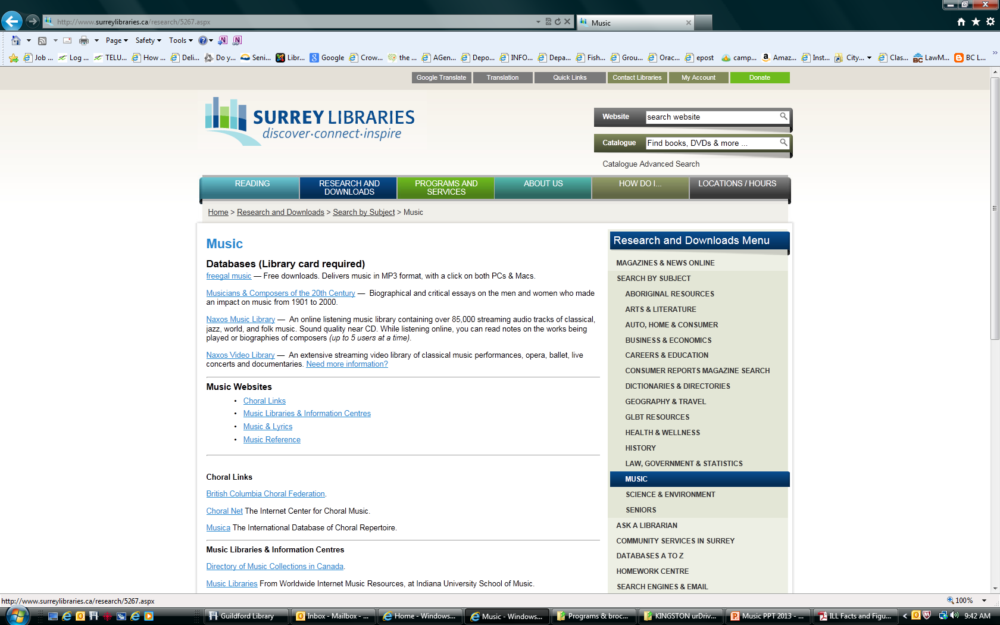 http://www.surreylibraries.ca/research/5267.aspx
Music
Page Safety Tools
Job ... Log ... TELU... How ... Deli... Do y... Seni... Libr... Google Crow... the ... AGen... Depo... INFO... Depa... Fish... Grou... Orac... epost camp... Amaz... Inst... City... Clas... LawM... BC L...
Google Translate Translation Quick Links Contact Libraries My Account Donate
SURREY LIBRARIES
discover·connect·inspire
Website search website
Catalogue Find books, DVDs & more ...
Catalogue Advanced Search
READING
RESEARCH AND
DOWNLOADS
PROGRAMS AND
SERVICES
ABOUT US
HOW DO I...
LOCATIONS / HOURS
Home > Research and Downloads > Search by Subject > Music
Music
Databases (Library card required)
freegal music — Free downloads. Delivers music in MP3 format, with a click on both PCs & Macs.
Musicians & Composers of the 20th Century — Biographical and critical essays on the men and women who made
an impact on music from 1901 to 2000.
Naxos Music Library — An online listening music library containing over 85,000 streaming audio tracks of classical,
jazz, world, and folk music. Sound quality near CD. While listening online, you can read notes on the works being
played or biographies of composers (up to 5 users at a time).
Naxos Video Library — An extensive streaming video library of classical music performances, opera, ballet, live
concerts and documentaries. Need more information?
Music Websites
• Choral Links
• Music Libraries & Information Centres
• Music & Lyrics
• Music Reference
Choral Links
British Columbia Choral Federation.
Choral Net The Internet Center for Choral Music.
Musica The International Database of Choral Repertoire.
Music Libraries & Information Centres
Directory of Music Collections in Canada.
Music Libraries From Worldwide Internet Music Resources, at Indiana University School of Music.
Research and Downloads Menu
MAGAZINES & NEWS ONLINE
SEARCH BY SUBJECT
ABORIGINAL RESOURCES
ARTS & LITERATURE
AUTO, HOME & CONSUMER
BUSINESS & ECONOMICS
CAREERS & EDUCATION
CONSUMER REPORTS MAGAZINE SEARCH
DICTIONARIES & DIRECTORIES
GEOGRAPHY & TRAVEL
GLBT RESOURCES
HEALTH & WELLNESS
HISTORY
LAW, GOVERNMENT & STATISTICS
MUSIC
SCIENCE & ENVIRONMENT
SENIORS
ASK A LIBRARIAN
COMMUNITY SERVICES IN SURREY
DATABASES A TO Z
HOMEWORK CENTRE
SEARCH ENGINES & EMAIL
http://www.surreylibraries.ca/research/5267.aspx
100%
Guildford Library Inbox - Mailbox - ... Home - Windows... Music - Windows... Programs & broc... KINGSTON urDriv... Music PPT 2013 - ... ILL Facts and Figu... 9:42 AM